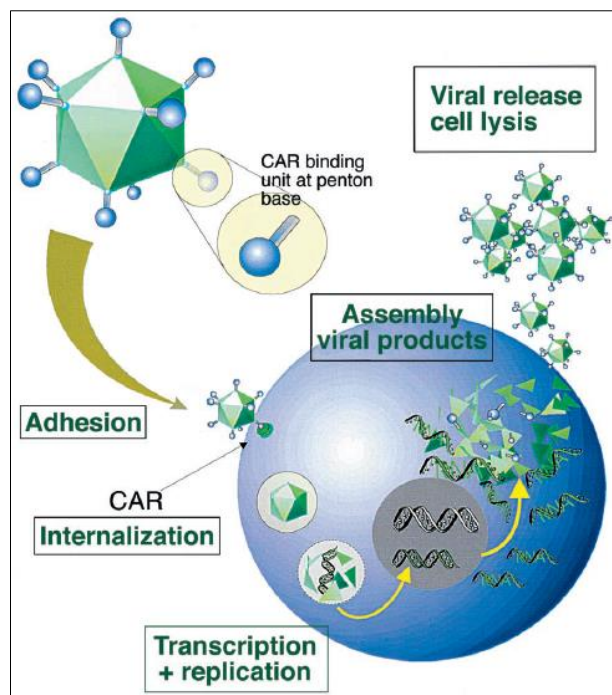 Viral release
cell lysis
CAR binding
unit at penton
base
Assembly
viral products
Adhesion
CAR
Internalization
Transcription
+ replication